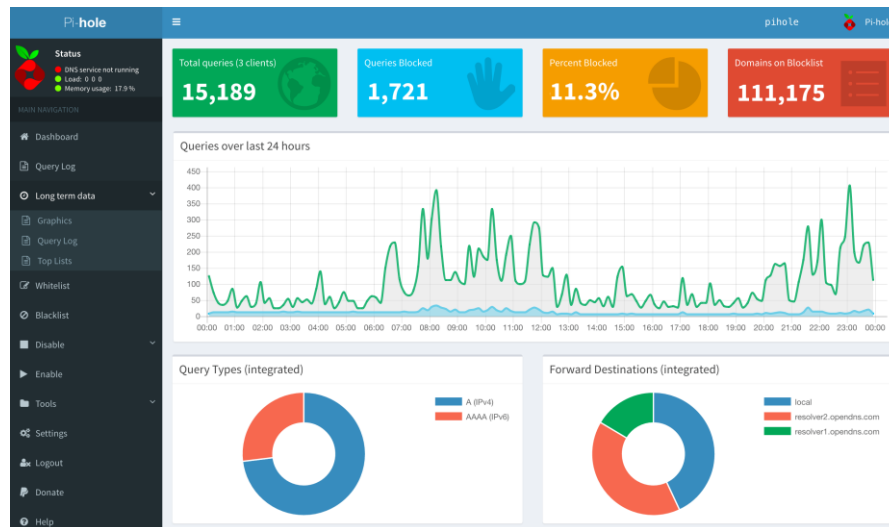 Pi-hole
pihole
Pi-hole
Status
DNS service not running
Load: 0 0 0
Memory usage: 17.9 %
MAIN NAVIGATION
Dashboard
Query Log
Long term data
Graphics
Query Log
Top Lists
Whitelist
Blacklist
Disable
Enable
Tools
Settings
Logout
Donate
Help
Total queries (3 clients)
15,189
Queries Blocked
1,721
Percent Blocked
11.3%
Domains on Blocklist
111,175
Queries over last 24 hours
450
400
350
300
250
200
150
100
50
0
00:00 01:00 02:00 03:00 04:00 05:00 06:00 07:00 08:00 09:00 10:00 11:00 12:00 13:00 14:00 15:00 16:00 17:00 18:00 19:00 20:00 21:00 22:00 23:00 00:00
Query Types (integrated)
A (IPv4)
AAAA (IPv6)
Forward Destinations (integrated)
local
resolver2.opendns.com
resolver1.opendns.com